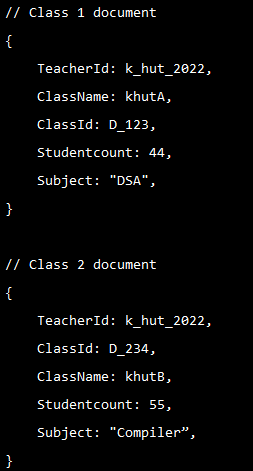 // Class 1 document
{
TeacherId: k_hut_2022,
ClassName: khutA,
ClassId: D_123,
Studentcount: 44,
Subject: "DSA",
}
// Class 2 document
{
TeacherId: k_hut_2022,
ClassId: D_234,
ClassName: khutB,
Studentcount: 55,
Subject: "Compiler”,
}